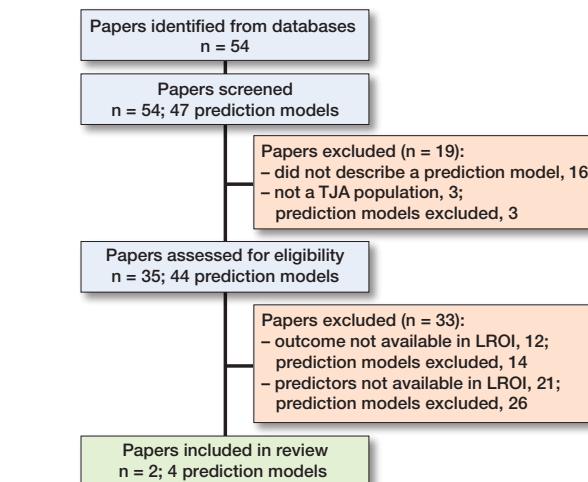 Papers identified from databases
n = 54
Papers screened
n = 54; 47 prediction models
Papers excluded (n = 19):
– did not describe a prediction model, 16
– not a TJA population, 3;
prediction models excluded, 3
Papers assessed for eligibility
n = 35; 44 prediction models
Papers excluded (n = 33):
– outcome not available in LROI, 12;
prediction models excluded, 14
– predictors not available in LROI, 21;
prediction models excluded, 26
Papers included in review
n = 2; 4 prediction models